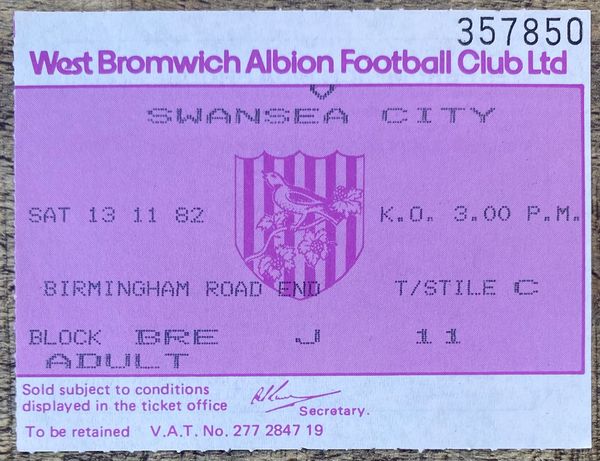 357850
West Bromwich Albion Football Club Ltd
V
SWANSEA CITY
SAT 13 11 82 K.O. 3.00 P.M.
BIRMINGHAM ROAD END T/STILE C
BLOCK BRE J 11
ADULT
Sold subject to conditions
displayed in the ticket office
Secretary.
To be retained V.A.T. No. 277 2847 19